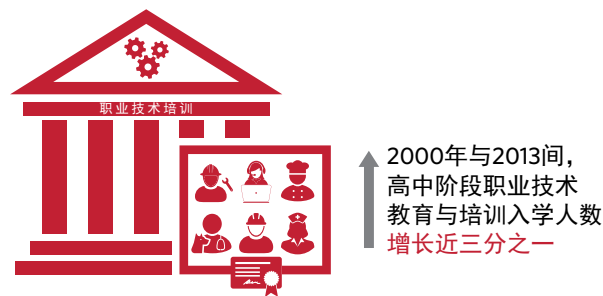 职业技术培训
2000年与2013间，
高中阶段职业技术
教育与培训入学人数
增长近三分之一